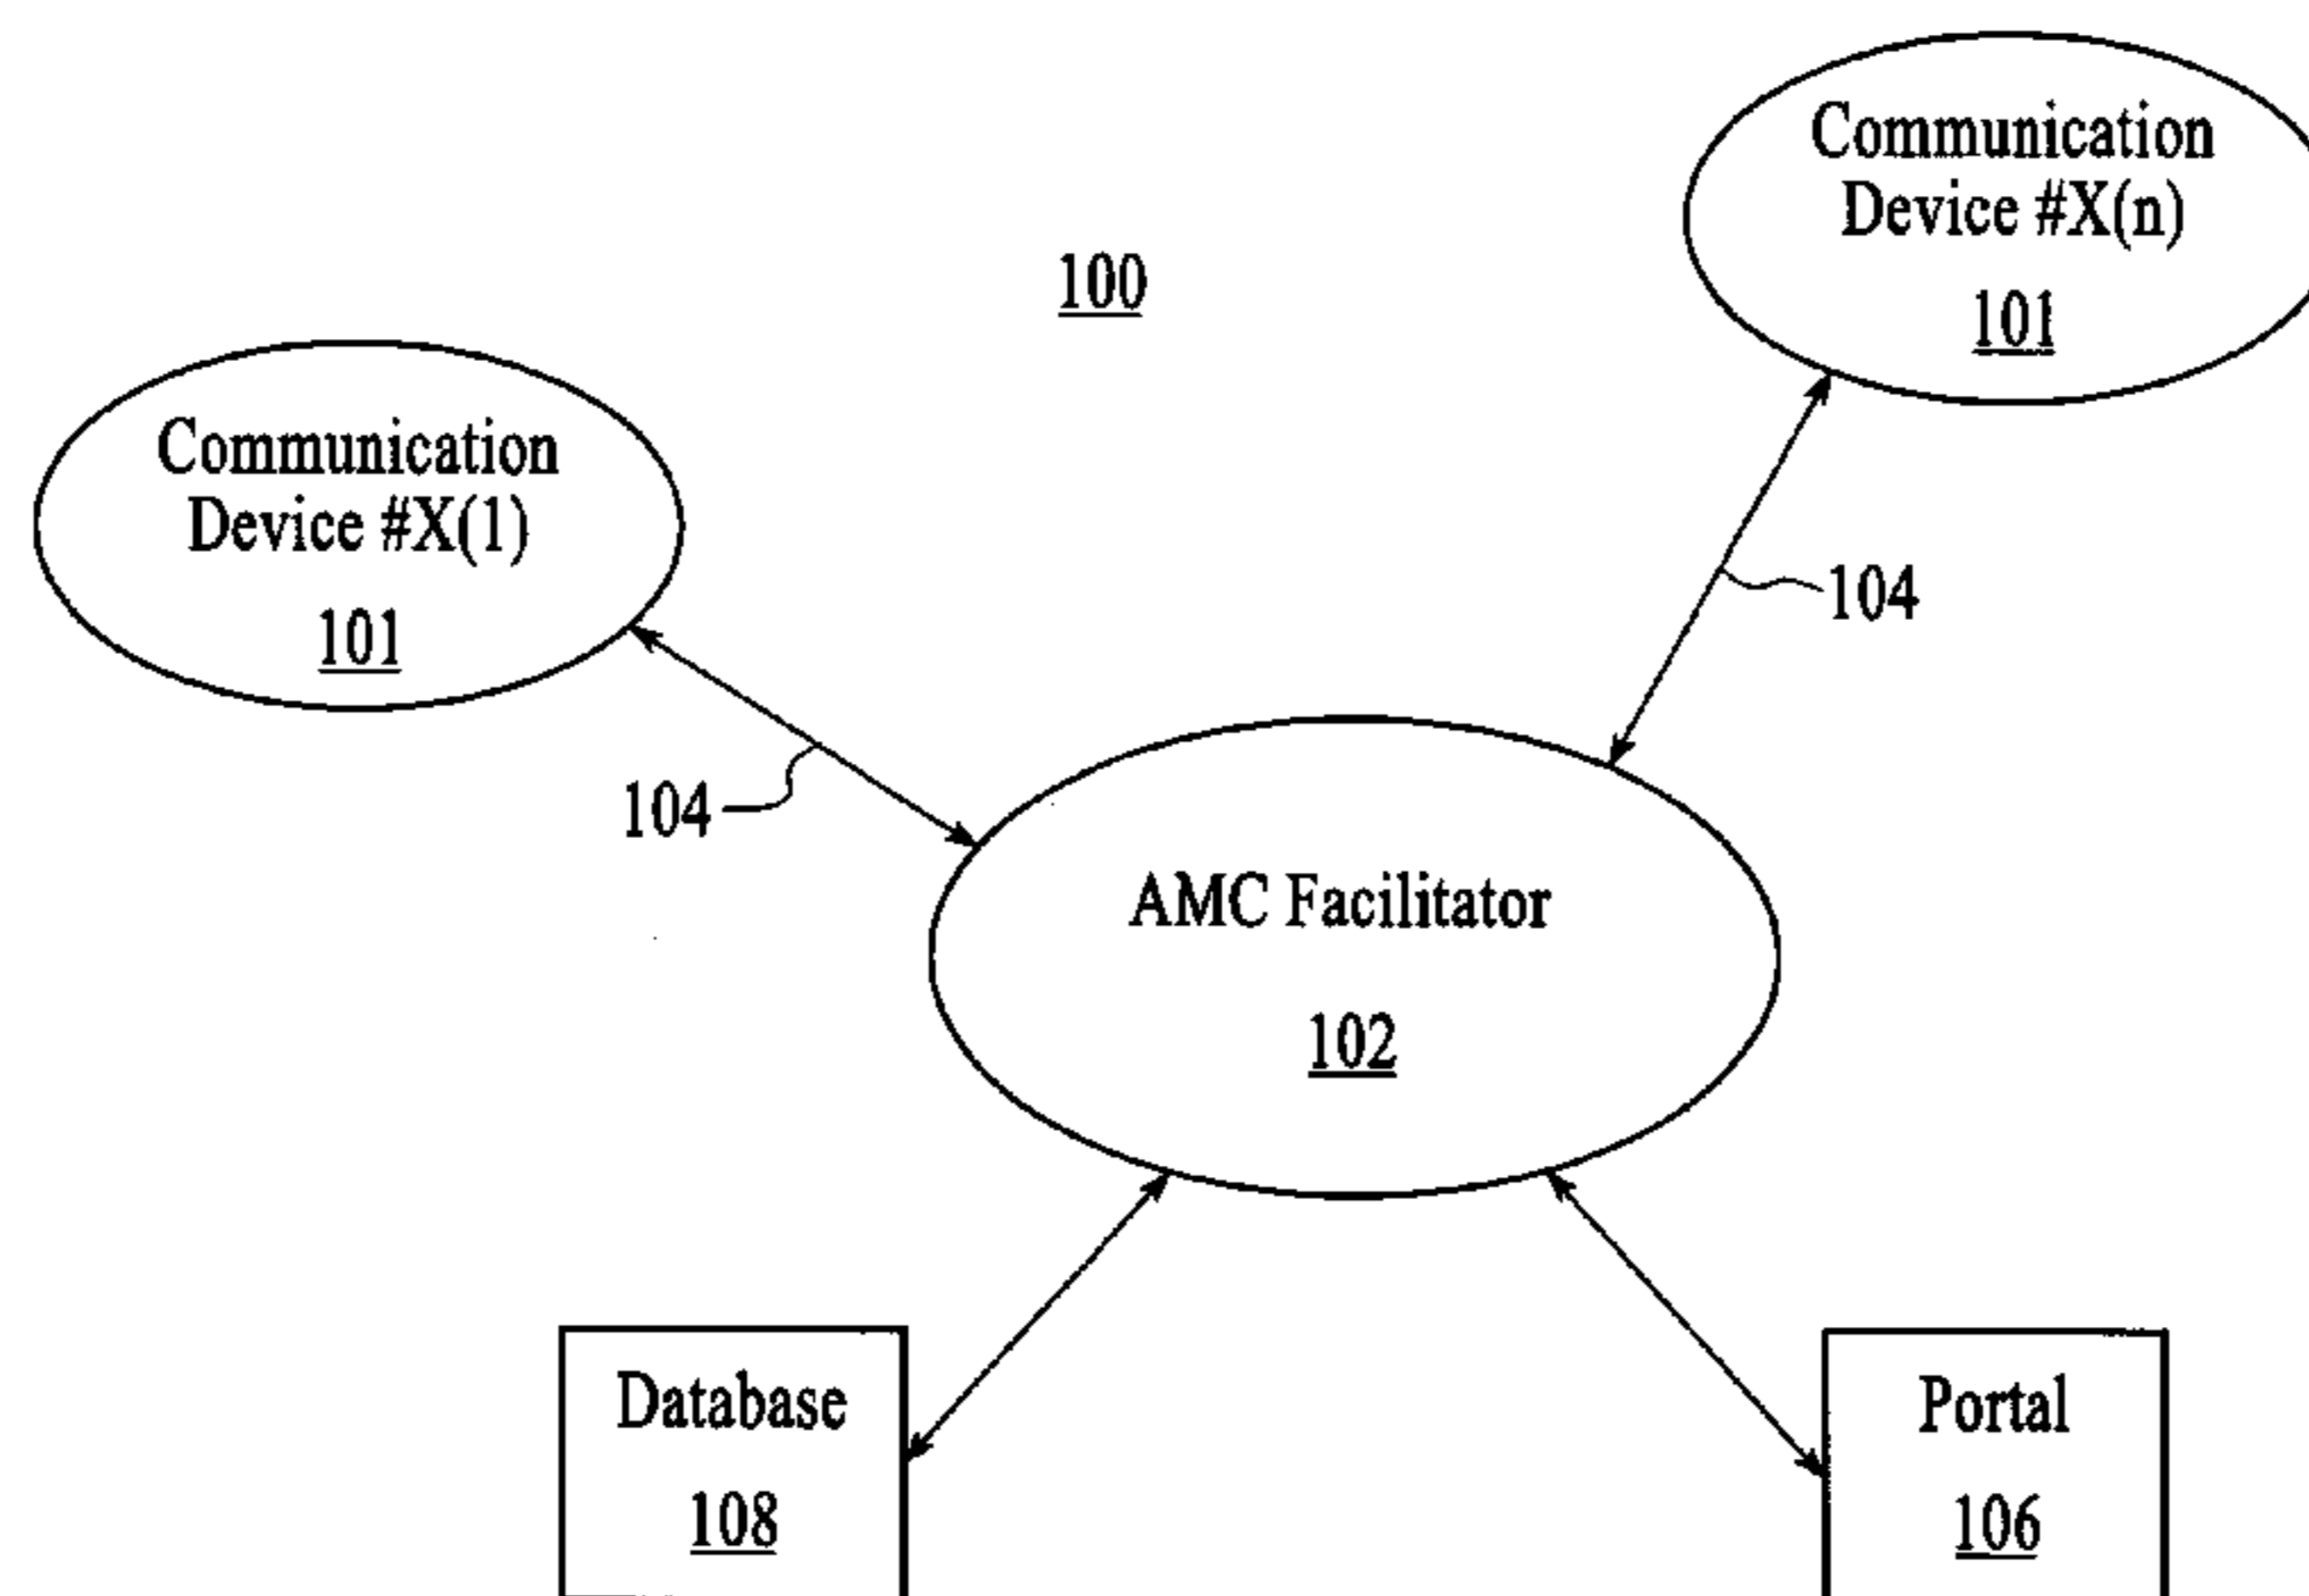 Communication
Device #X(n)
101
100
Communication
Device #X(1)
101
104
104
AMC Facilitator
102
Database
108
Portal
106